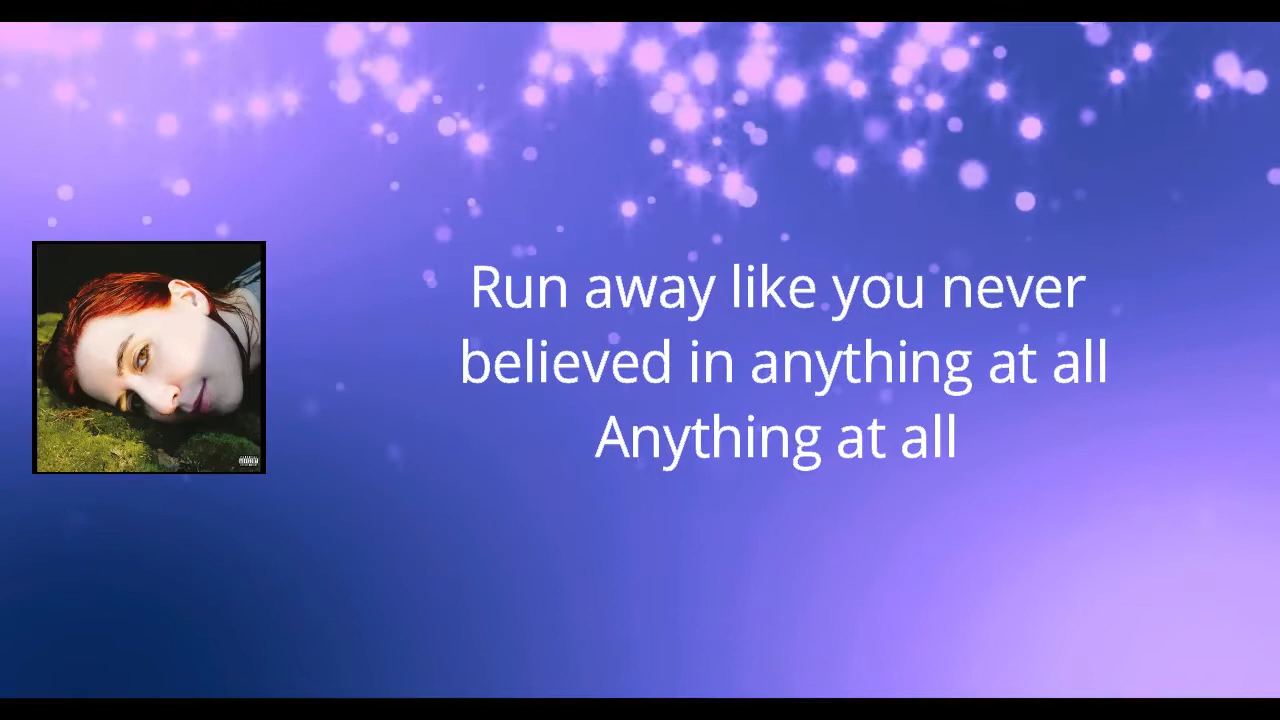 Run away like you never
believed in anything at all
Anything at all